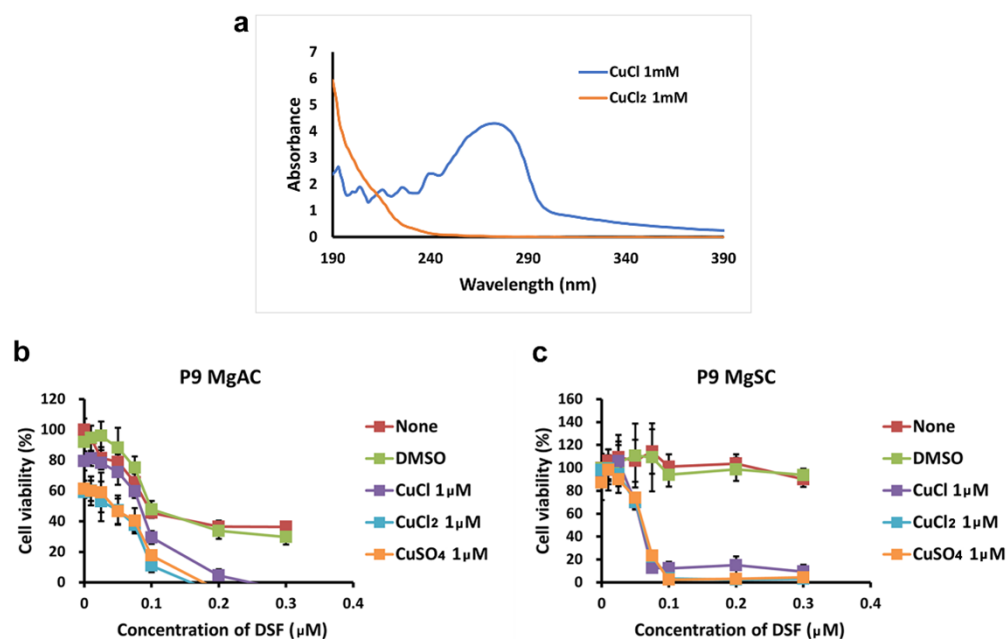 a
7
6
5
4
3
2
1
0
Absorbance
CuCl 1mM
CuCl₂ 1mM
190 240 290 340 390
Wavelength (nm)
b
P9 MgAC
120
100
80
60
40
20
0
Cell viability (%)
None
DMSO
CuCl 1μM
CuCl₂ 1μM
CuSO₄ 1μM
0 0.1 0.2 0.3 0.4
Concentration of DSF (μM)
c
P9 MgSC
160
140
120
100
80
60
40
20
0
Cell viability (%)
None
DMSO
CuCl 1μM
CuCl₂ 1μM
CuSO₄ 1μM
0 0.1 0.2 0.3 0.4
Concentration of DSF (μM)